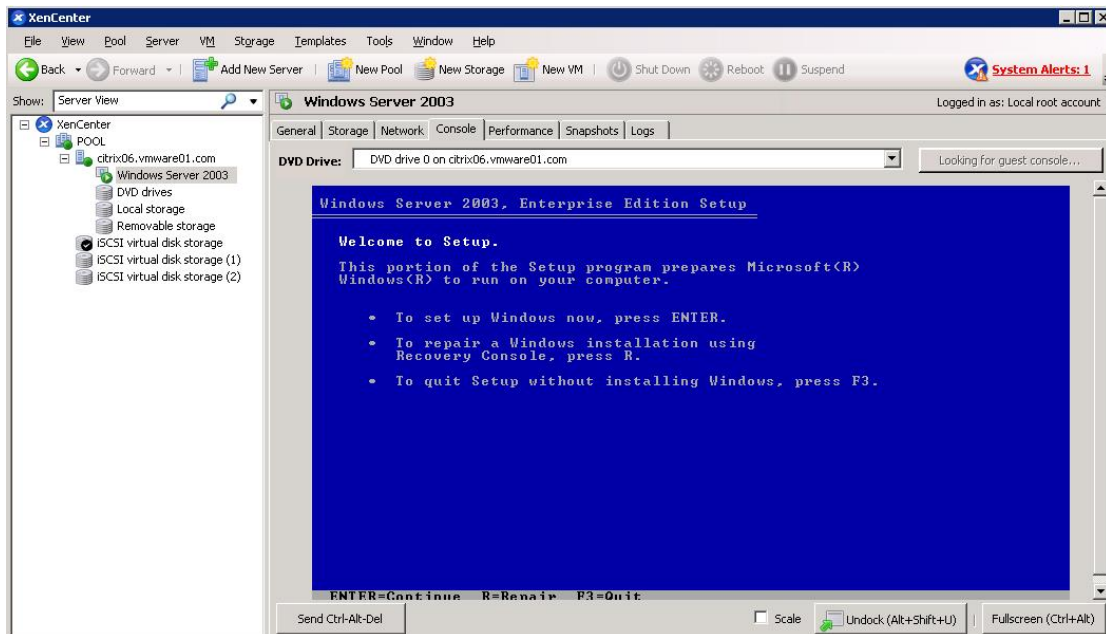 XenCenter
File View Pool Server VM Storage Templates Tools Window Help
Back Forward Add New Server New Pool New Storage New VM Shut Down Reboot Suspend System Alerts: 1
Show: Server View
Windows Server 2003 Logged in as: Local root account
XenCenter
POOL
citrix06.vmware01.com
Windows Server 2003
DVD drives
Local storage
Removable storage
iSCSI virtual disk storage
iSCSI virtual disk storage (1)
iSCSI virtual disk storage (2)
General Storage Network Console Performance Snapshots Logs
DVD Drive: DVD drive 0 on citrix06.vmware01.com Looking for guest console...
Windows Server 2003, Enterprise Edition Setup
Welcome to Setup.
This portion of the Setup program prepares Microsoft(R)
Windows(R) to run on your computer.
• To set up Windows now, press ENTER.
• To repair a Windows installation using
Recovery Console, press R.
• To quit Setup without installing Windows, press F3.
ENTER=Continue R=Repair F3=Quit
Send Ctrl-Alt-Del Scale Undock (Alt+Shift+U) Fullscreen (Ctrl+Alt)